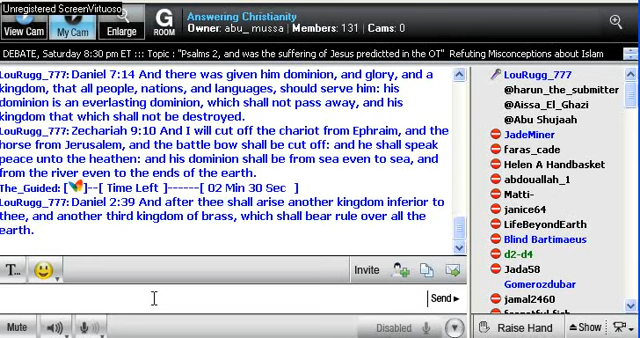 Unregistered ScreenVirtuoso
View Cam
My Cam
Enlarge
G
ROOM
Answering Christianity
Owner: abu_ mussa | Members: 131 | Cams: 0
DEBATE, Saturday 8:30 pm ET ::: Topic : "Psalms 2, and was the suffering of Jesus predictted in the OT" Refuting Misconceptions about Islam
LouRugg_777: Daniel 7:14 And there was given him dominion, and glory, and a
kingdom, that all people, nations, and languages, should serve him: his
dominion is an everlasting dominion, which shall not pass away, and his
kingdom that which shall not be destroyed.
LouRugg_777: Zechariah 9:10 And I will cut off the chariot from Ephraim, and the
horse from Jerusalem, and the battle bow shall be cut off: and he shall speak
peace unto the heathen: and his dominion shall be from sea even to sea, and
from the river even to the ends of the earth.
The_Guided: [ ]--[ Time Left ]------[ 02 Min 30 Sec ]
LouRugg_777: Daniel 2:39 And after thee shall arise another kingdom inferior to
thee, and another third kingdom of brass, which shall bear rule over all the
earth.
T...
Invite
Send
Mute
Disabled
LouRugg_777
@harun_the_submitter
@Aissa_El_Ghazi
@Abu Shujaah
JadeMiner
faras_cade
Helen A Handbasket
abdouallah_1
Matti-
janice64
LifeBeyondEarth
Blind Bartimaeus
d2-d4
Jada58
Gomerozdubar
jamal2460
Raise Hand
Show